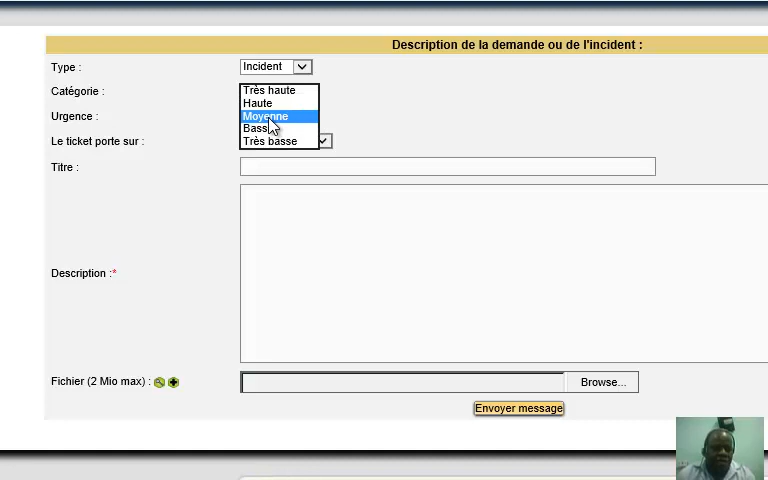 Description de la demande ou de l'incident :
Type :
Incident
Catégorie :
Très haute
Haute
Urgence :
Moyenne
Le ticket porte sur :
Très basse
Titre :
Description :*
Fichier (2 Mio max) :
Browse...
Envoyer message